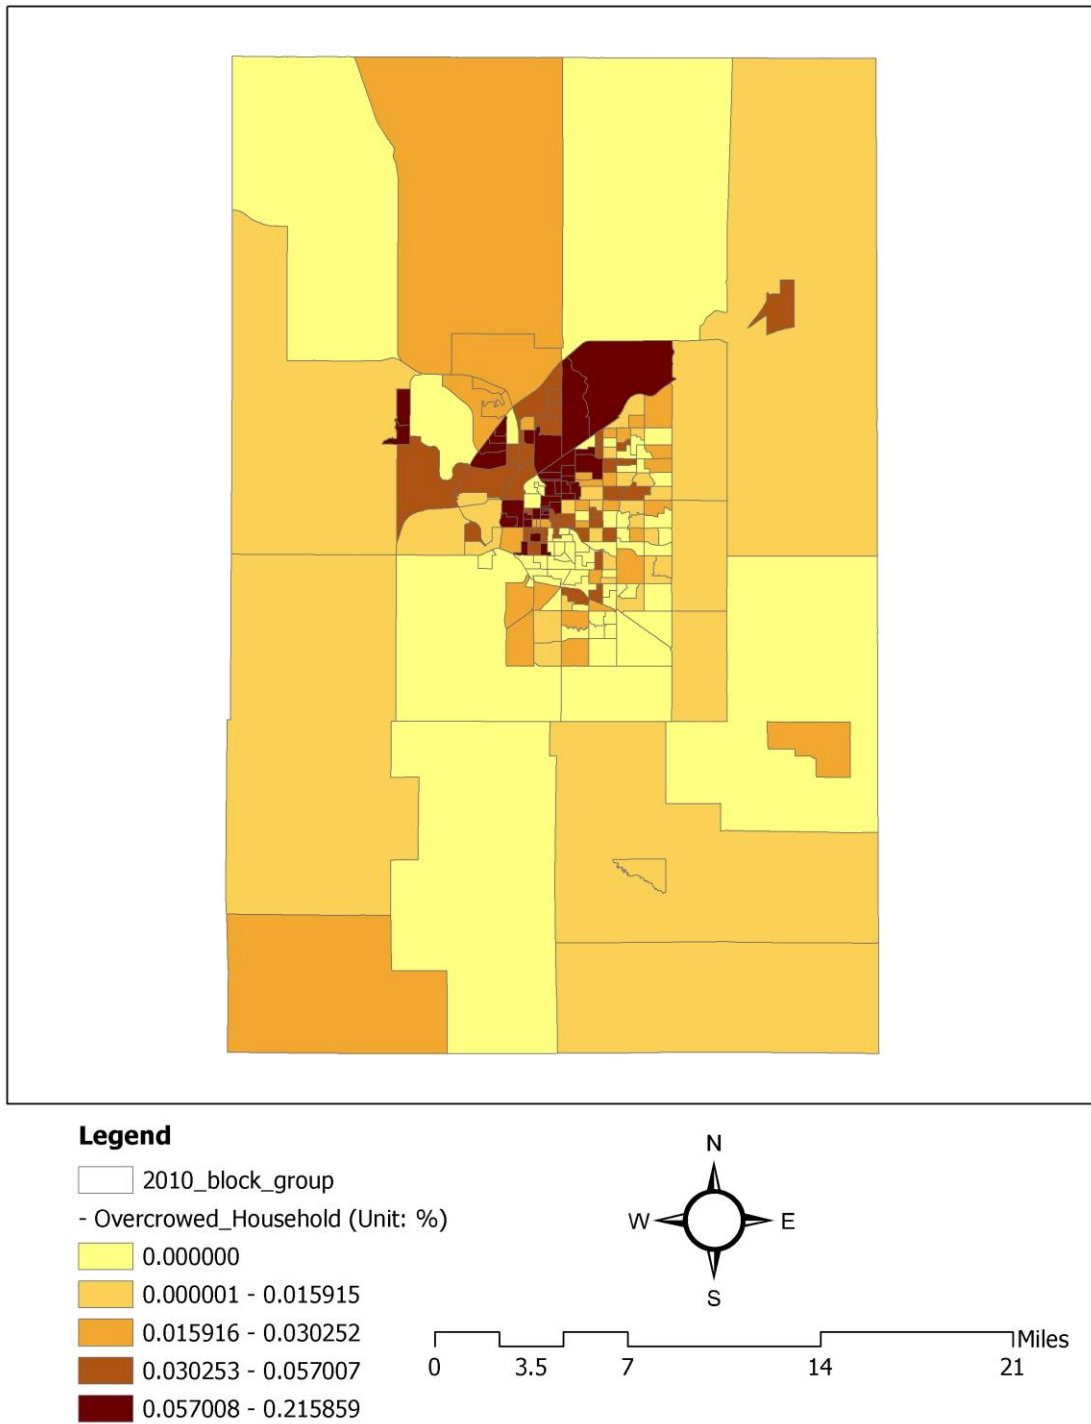 Legend
2010_block_group
- Overcrowed_Household (Unit: %)
0.000000
0.000001 - 0.015915
0.015916 - 0.030252
0.030253 - 0.057007
0.057008 - 0.215859
N
W E
S
Miles
0 3.5 7 14 21